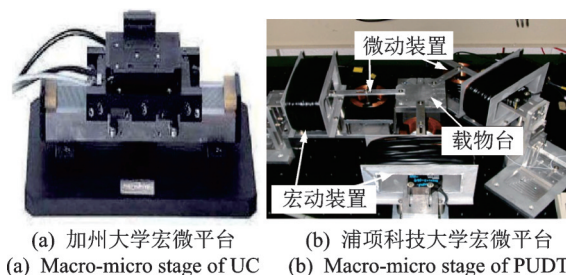 微动装置
载物台
宏动装置
(a) 加州大学宏微平台
(b) 浦项科技大学宏微平台
(a) Macro-micro stage of UC
(b) Macro-micro stage of PUDT